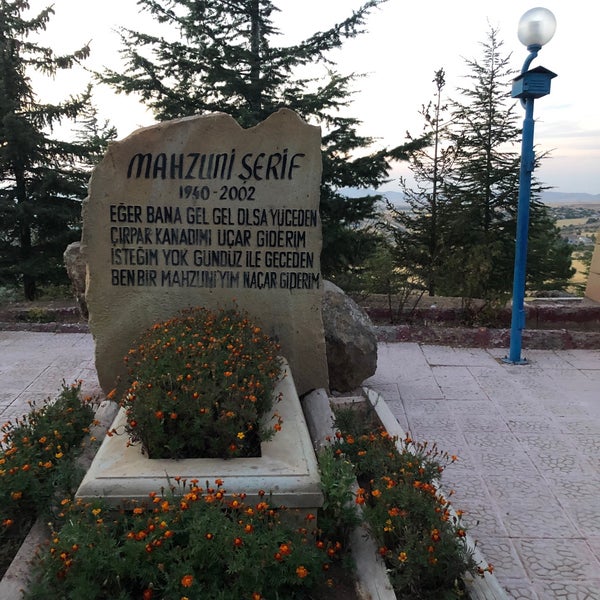 MAHZUNİ ŞERİF
1940-2002
EĞER BANA GEL GEL OLSA YÜCEDEN
ÇIRPAR KANADIMI UÇAR GİDERİM
İSTEĞİM YOK GÜNDÜZ İLE GECEDEN
BEN BİR MAHZUNİ'YİM NAÇAR GİDERİM